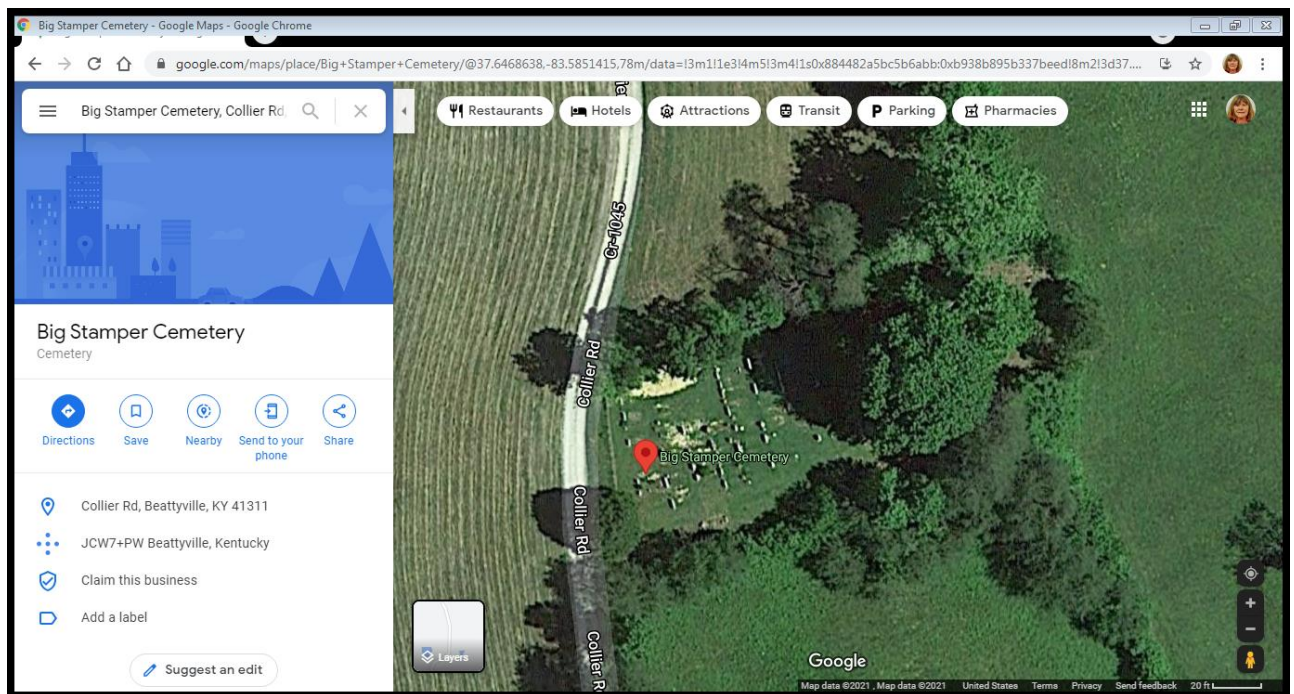 Big Stamper Cemetery - Google Maps - Google Chrome
google.com/maps/place/Big+Stamper+Cemetery/@37.6468638,-83.5851415,78m/data=!3m1!1e3!4m5!3m4!1s0x884482a5bc5b6abb:0xb938b895b337beed!8m2!3d37....
Big Stamper Cemetery, Collier Rd,
Restaurants
Hotels
Attractions
Transit
P Parking
Pharmacies
Big Stamper Cemetery
Cemetery
Directions
Save
Nearby
Send to your
phone
Share
Collier Rd, Beattyville, KY 41311
JCW7+PW Beattyville, Kentucky
Claim this business
Add a label
Suggest an edit
Cr-1045
Collier Rd
Big Stamper Cemetery
Collier Rd
Collier R
Layers
Google
Map data ©2021 , Map data ©2021 United States Terms Privacy Send feedback 20 ft